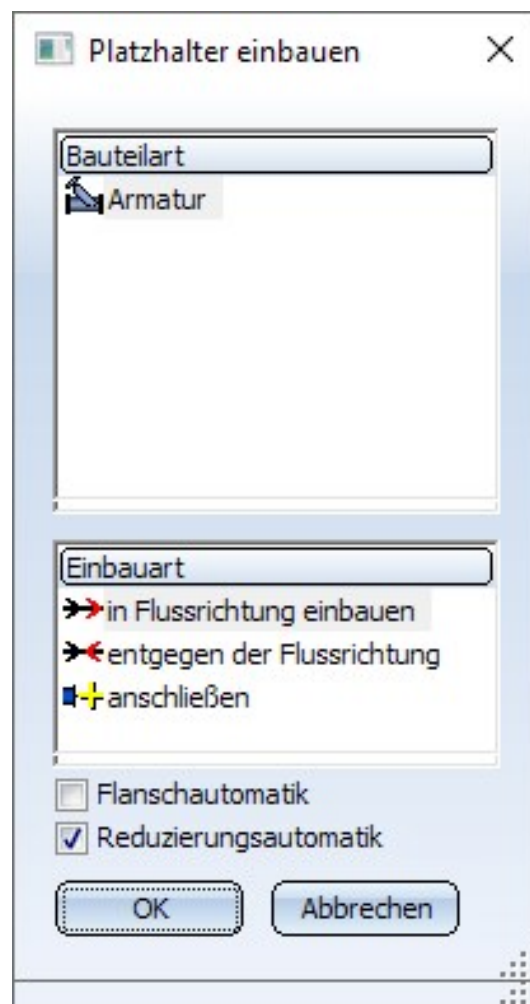 Platzhalter einbauen
Bauteilart
Armatur
Einbauart
in Flussrichtung einbauen
entgegen der Flussrichtung
anschließen
Flanschautomatik
Reduzierungsautomatik
OK
Abbrechen